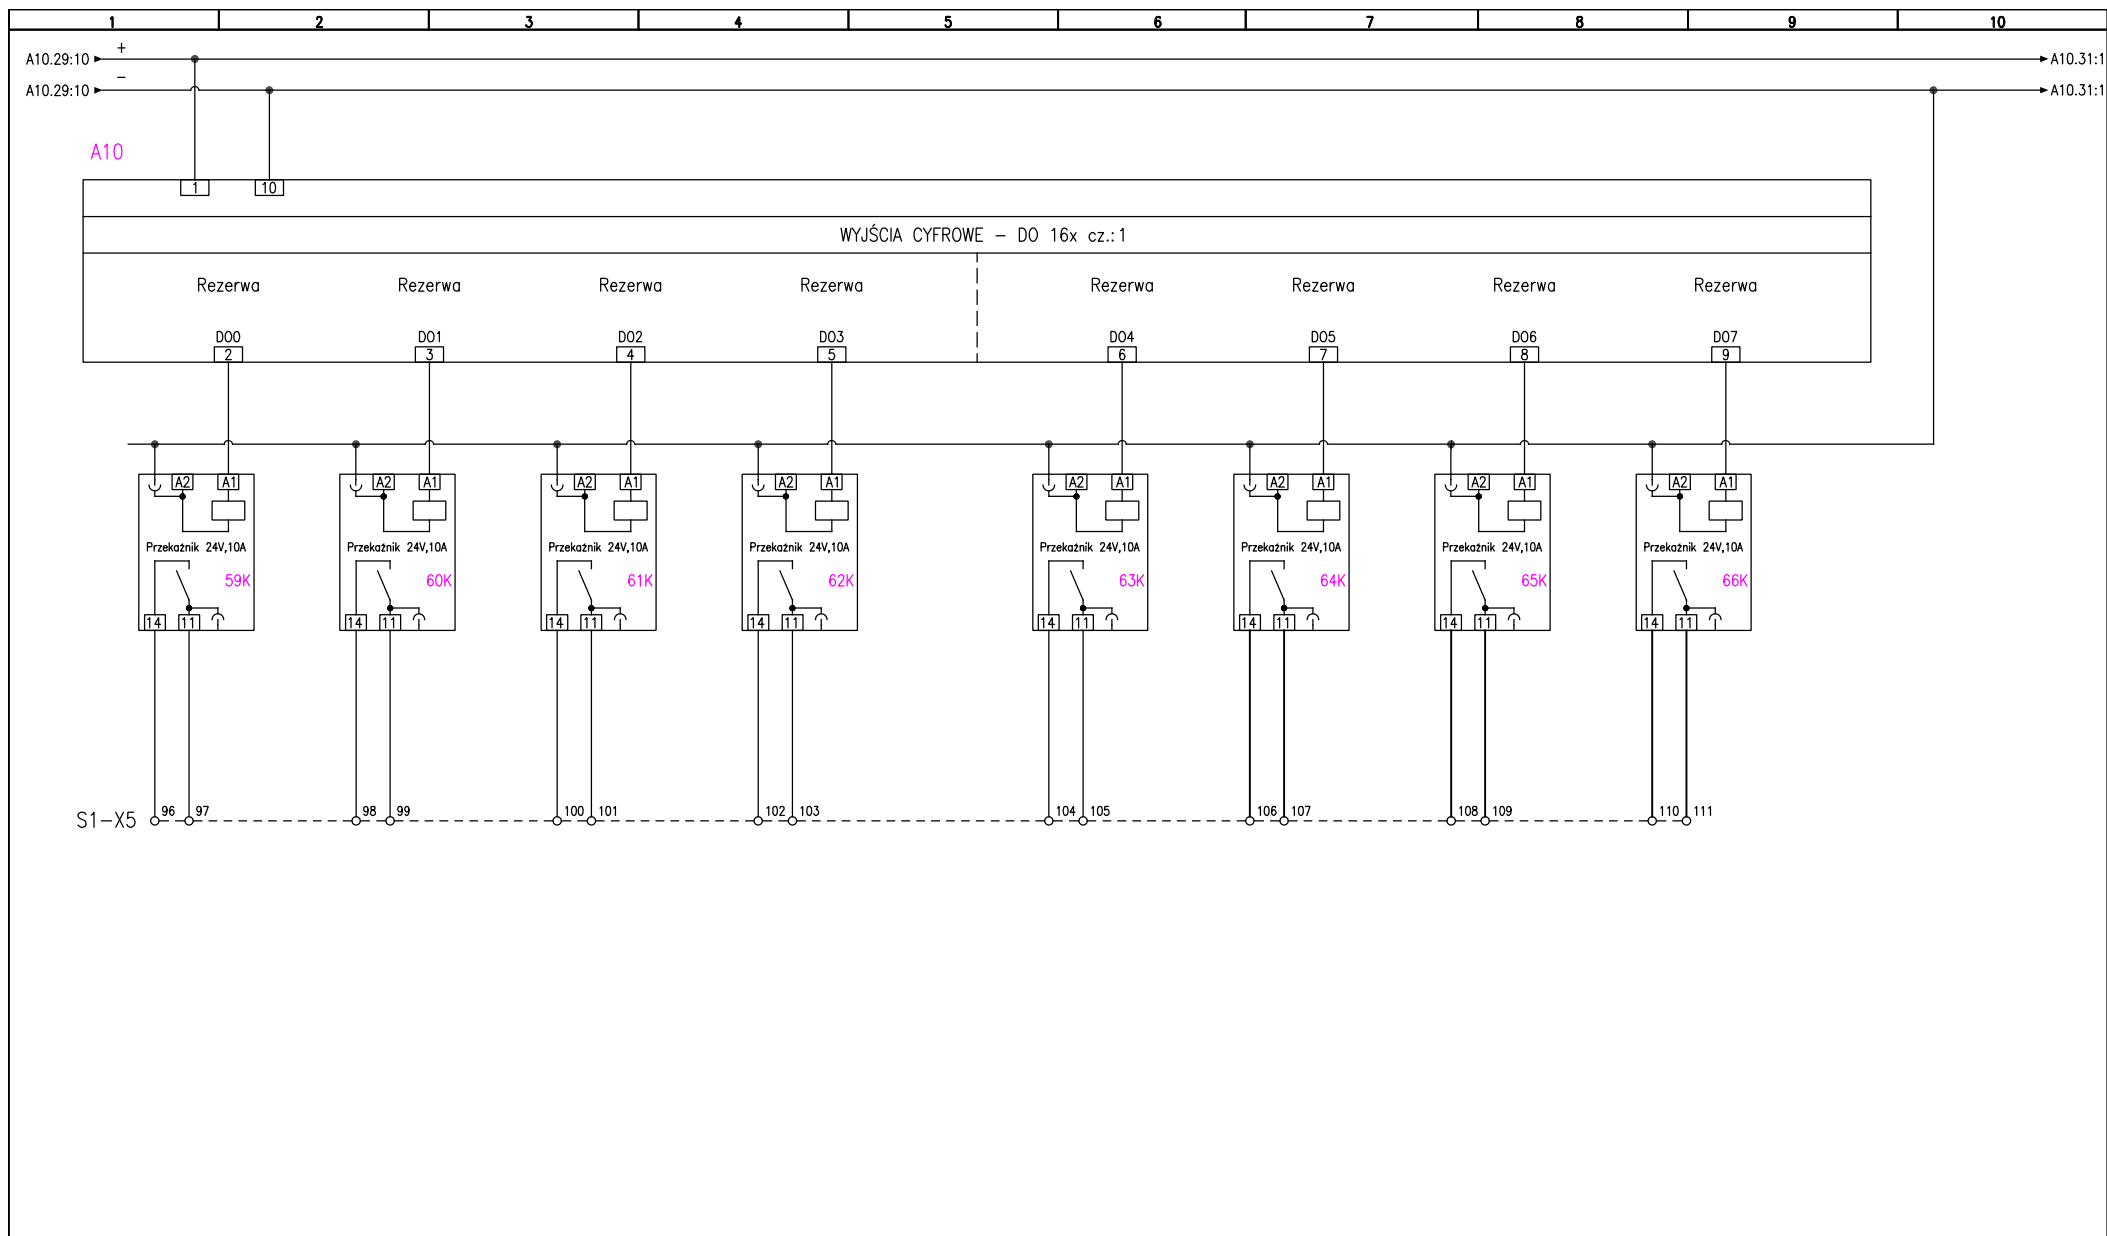 1 2 3 4 5 6 7 8 9 10
+
A10.29:10 A10.31:1
−
A10.29:10 A10.31:1
A10
1 10
WYJŚCIA CYFROWE − DO 16x cz.:1
Rezerwa Rezerwa Rezerwa Rezerwa Rezerwa Rezerwa Rezerwa Rezerwa
DO0 DO1 DO2 DO3 DO4 DO5 DO6 DO7
2 3 4 5 6 7 8 9
A2 A1 A2 A1 A2 A1 A2 A1 A2 A1 A2 A1 A2 A1 A2 A1
Przekaźnik 24V,10A Przekaźnik 24V,10A Przekaźnik 24V,10A Przekaźnik 24V,10A Przekaźnik 24V,10A Przekaźnik 24V,10A Przekaźnik 24V,10A Przekaźnik 24V,10A
59K 60K 61K 62K 63K 64K 65K 66K
14 11 14 11 14 11 14 11 14 11 14 11 14 11 14 11
S1−X5 96 97 98 99 100 101 102 103 104 105 106 107 108 109 110 111